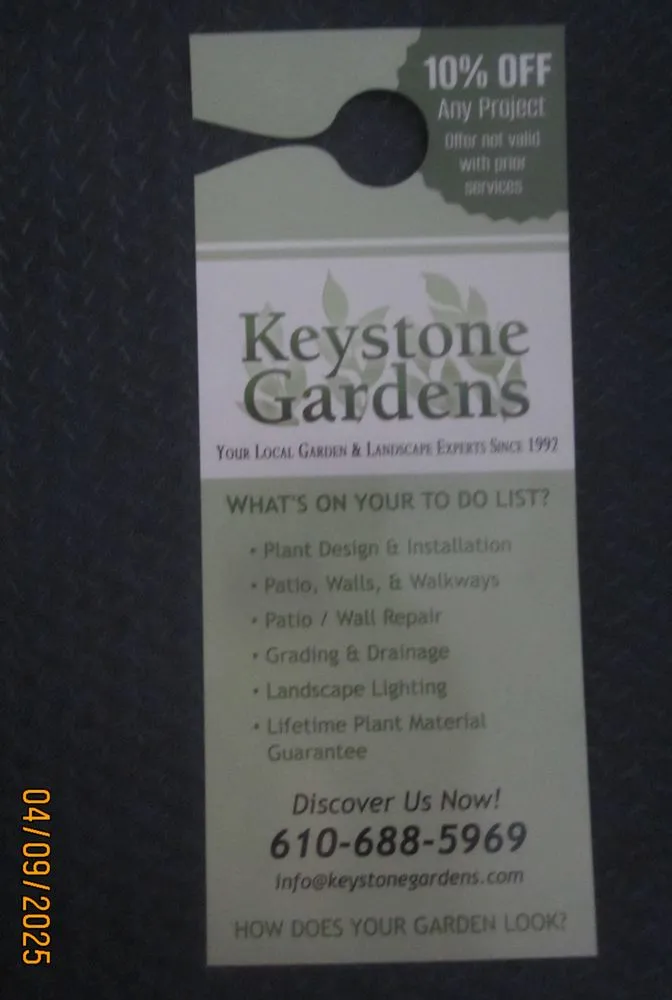 10% OFF
Any Project
Offer not valid
with prior
services
Keystone
Gardens
YOUR LOCAL GARDEN & LANDSCAPE EXPERTS SINCE 1992
WHAT'S ON YOUR TO DO LIST?
• Plant Design & Installation
• Patio, Walls, & Walkways
• Patio / Wall Repair
• Grading & Drainage
• Landscape Lighting
• Lifetime Plant Material
Guarantee
Discover Us Now!
610-688-5969
info@keystonegardens.com
HOW DOES YOUR GARDEN LOOK?
04/09/2025